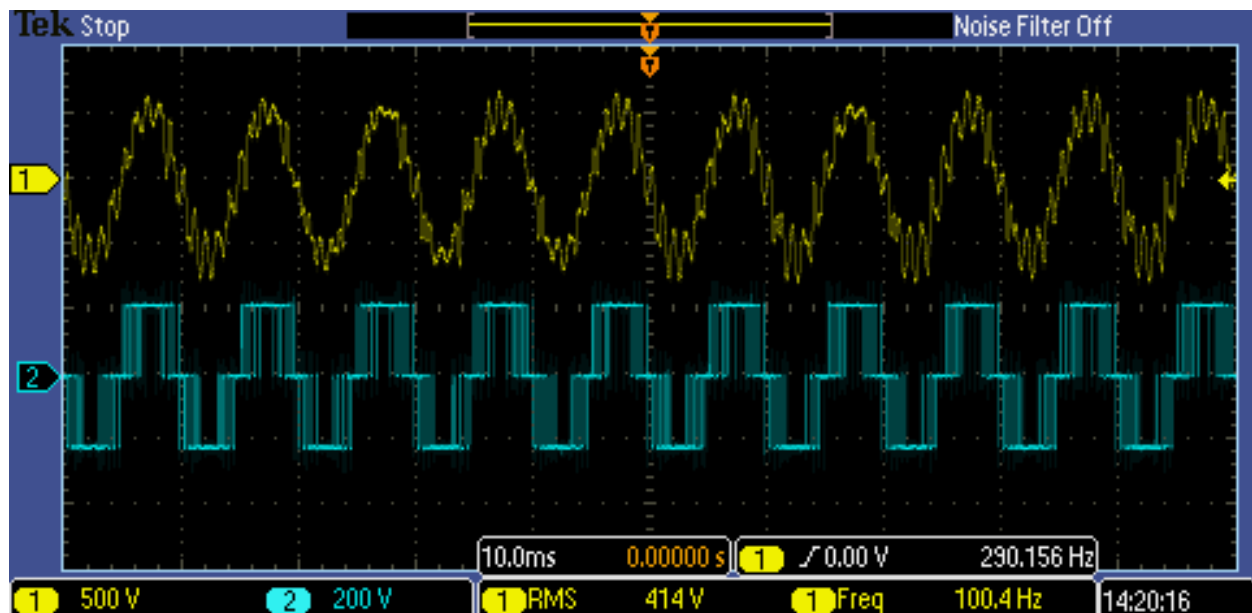 Tek Stop Noise Filter Off
T
T
1
2
10.0ms 0.00000 s 1 0.00 V 290.156 Hz
1 500 V 2 200 V 1 RMS 414 V 1 Freq 100.4 Hz 14:20:16